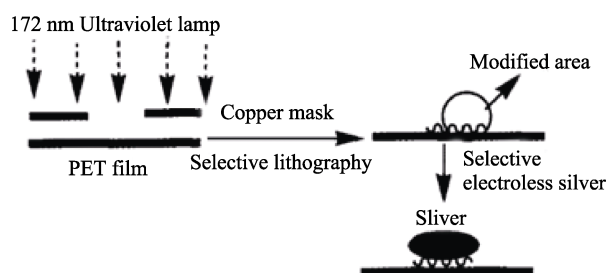 172 nm Ultraviolet lamp
Modified area
Copper mask
PET film
Selective lithography
Selective
electroless silver
Sliver